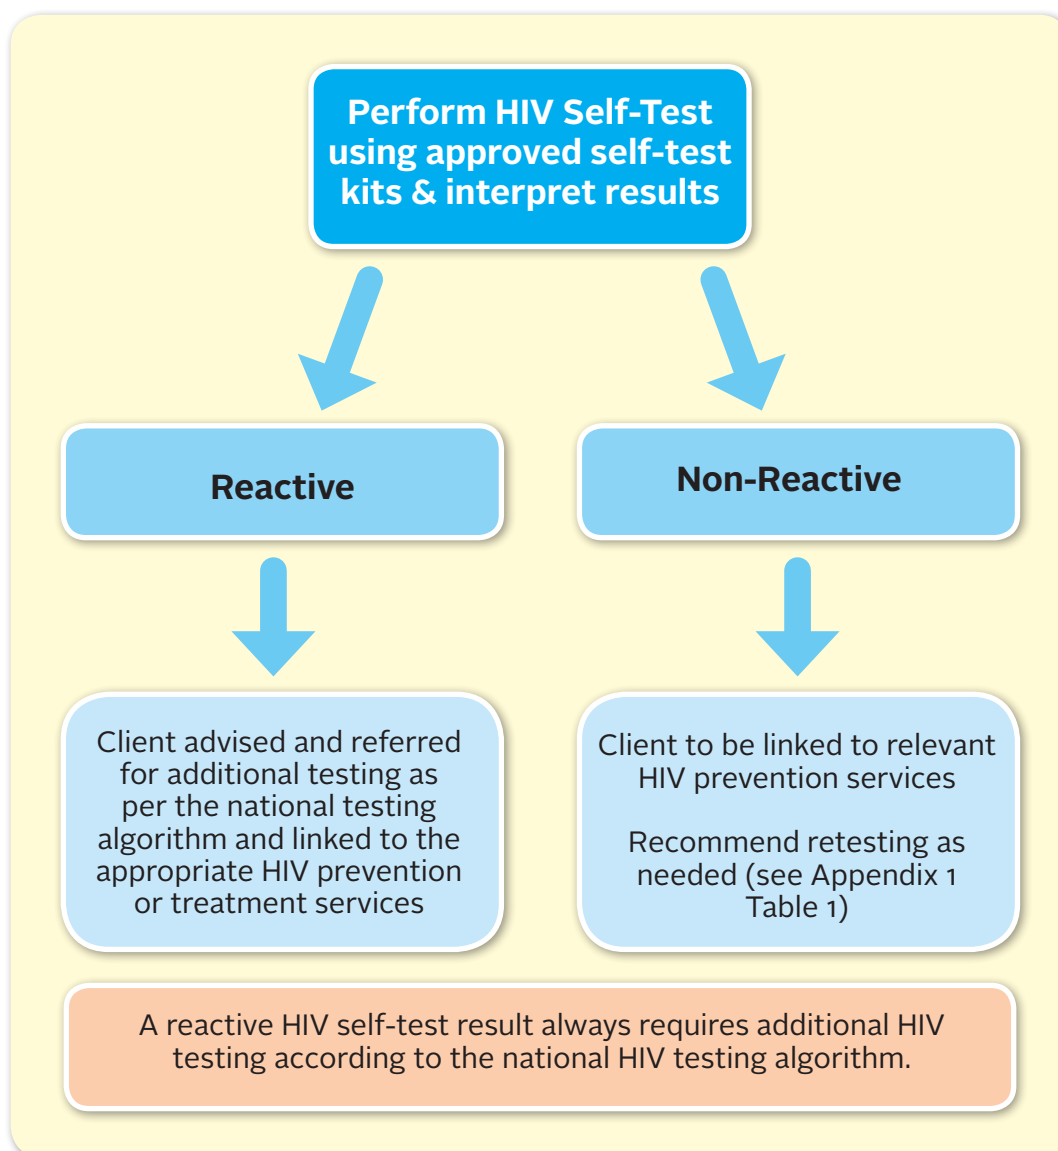 Perform HIV Self-Test
using approved self-test
kits & interpret results
Reactive
Non-Reactive
Client advised and referred
for additional testing as
per the national testing
algorithm and linked to the
appropriate HIV prevention
or treatment services
Client to be linked to relevant
HIV prevention services
Recommend retesting as
needed (see Appendix 1
Table 1)
A reactive HIV self-test result always requires additional HIV
testing according to the national HIV testing algorithm.